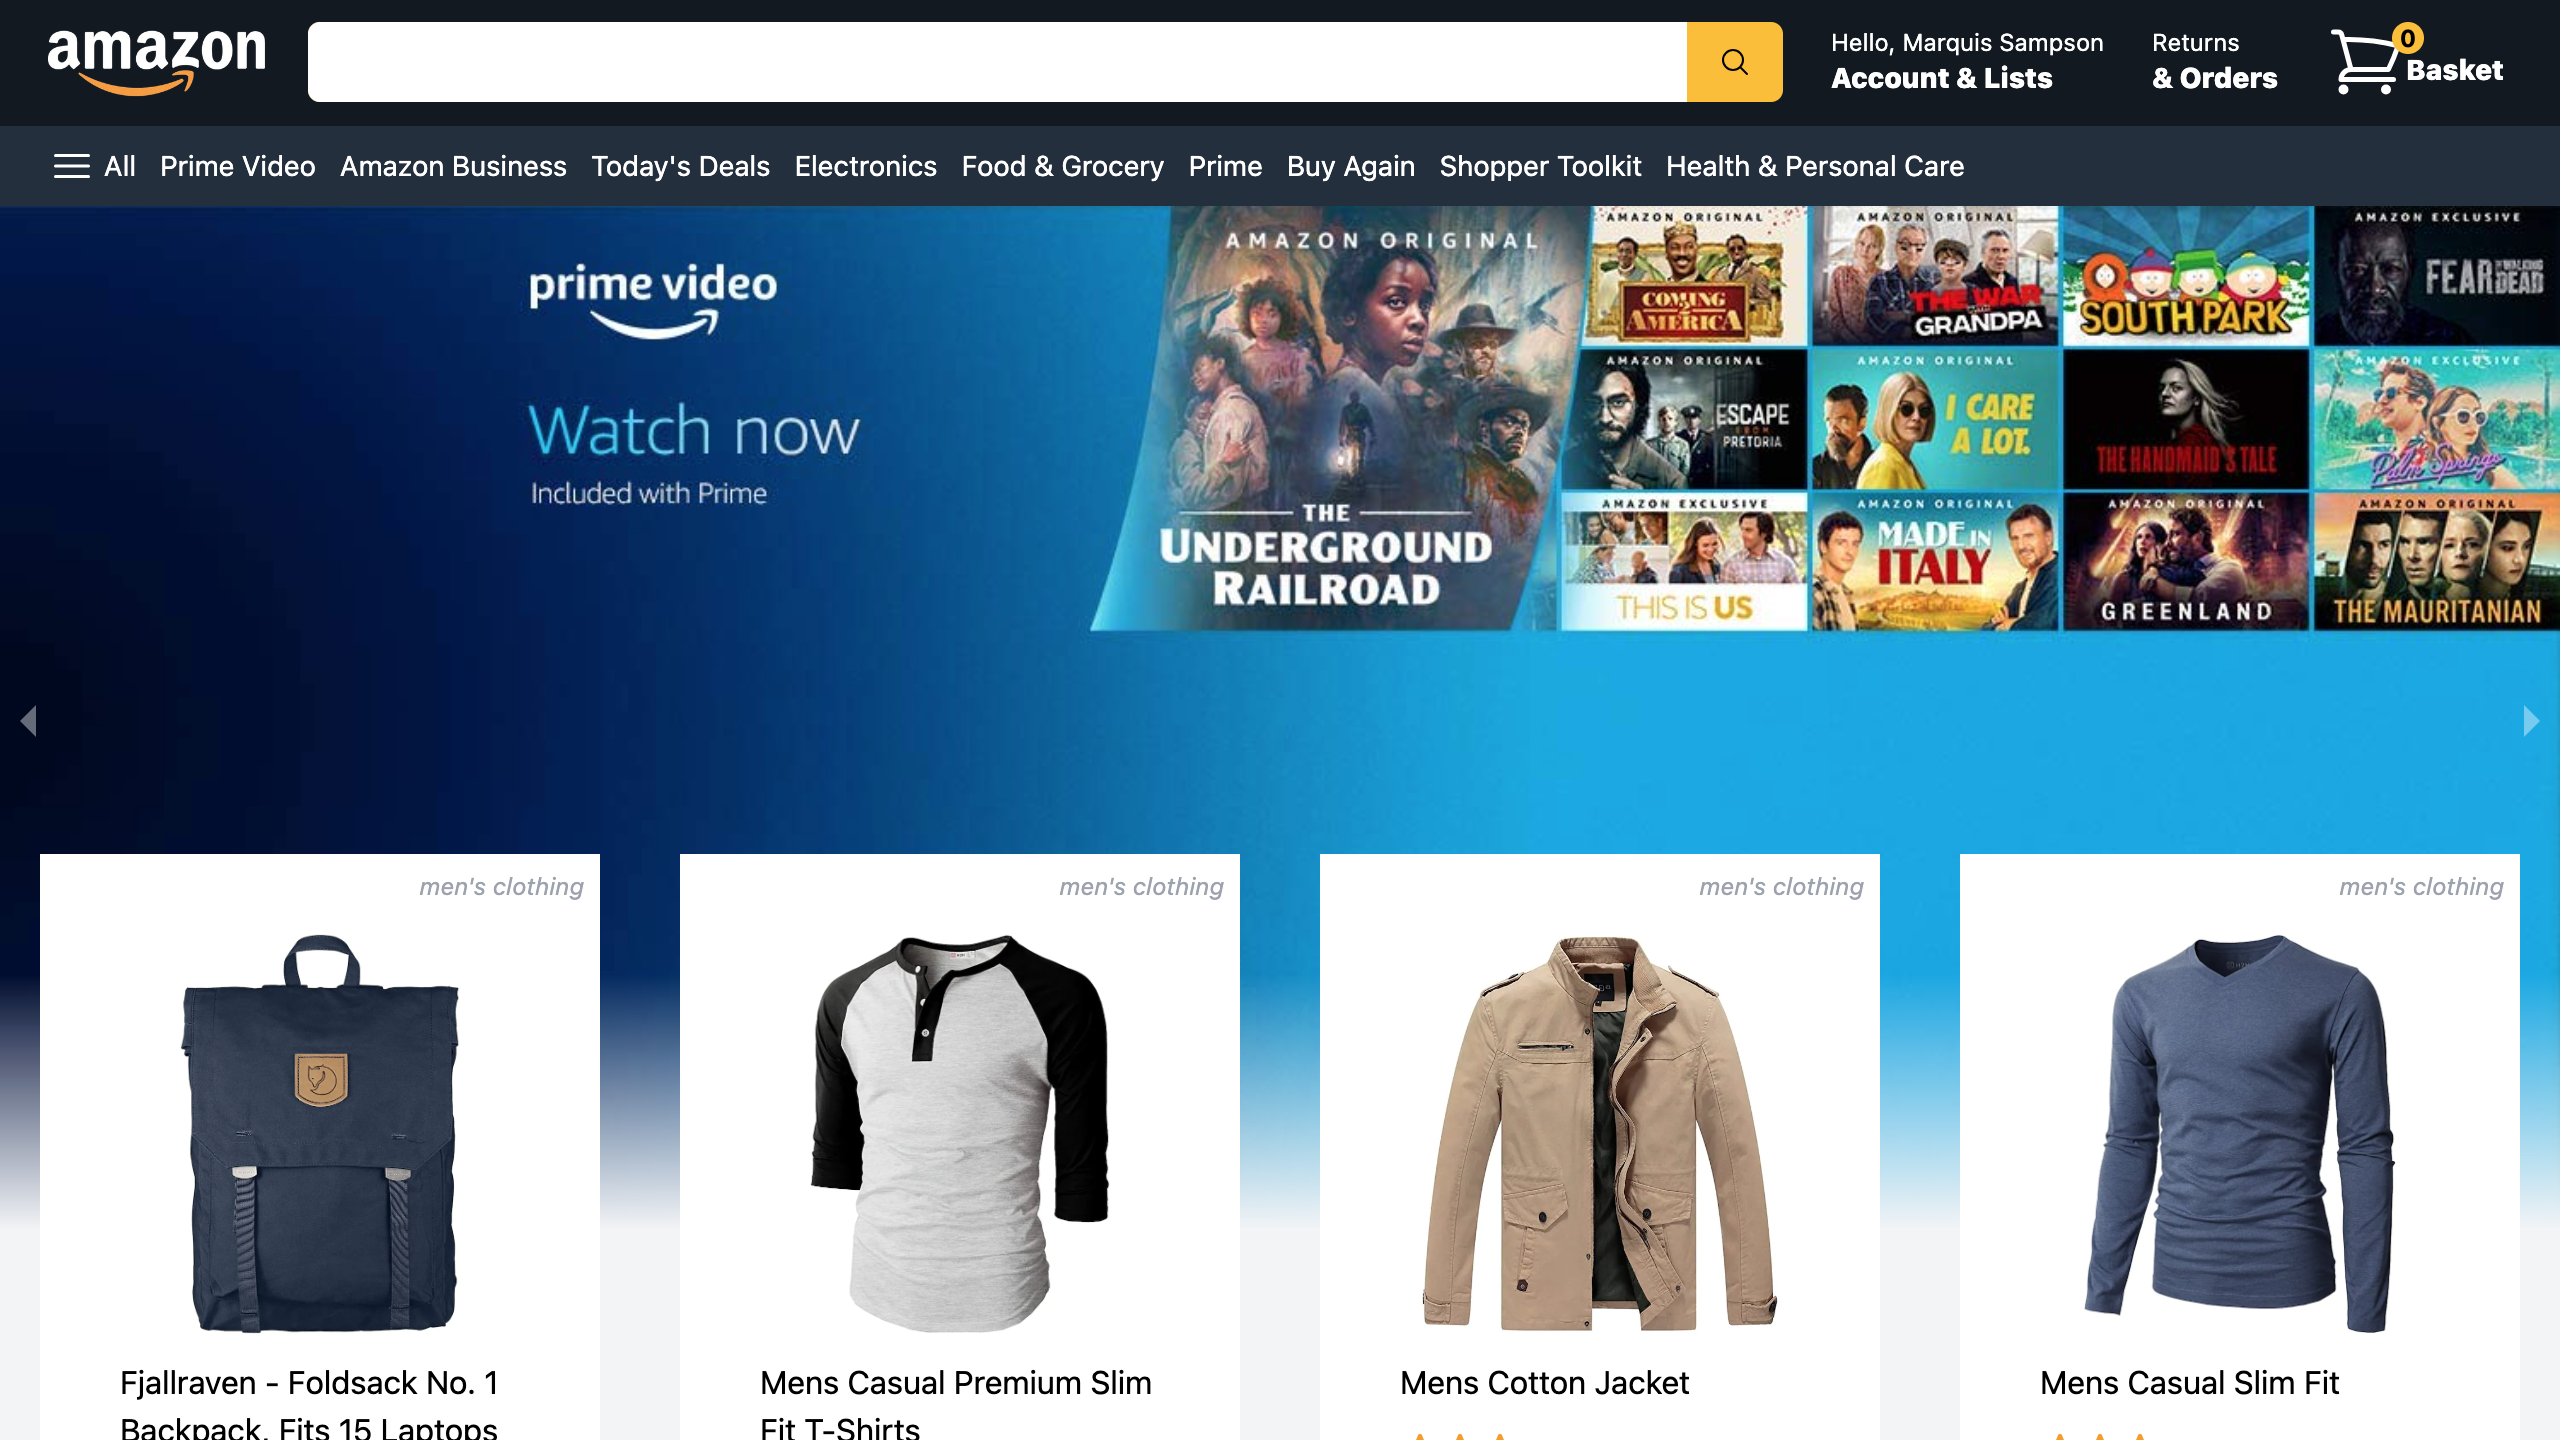 amazon
Hello, Marquis Sampson
Account & Lists
Returns
& Orders
0
Basket
All Prime Video Amazon Business Today's Deals Electronics Food & Grocery Prime Buy Again Shopper Toolkit Health & Personal Care
prime video
Watch now
Included with Prime
AMAZON ORIGINAL
THE
UNDERGROUND
RAILROAD
AMAZON ORIGINAL
COMING
2
AMERICA
AMAZON ORIGINAL
THE WAR
WITH
GRANDPA
SOUTH PARK
AMAZON EXCLUSIVE
FEAR THE WALKING DEAD
AMAZON ORIGINAL
ESCAPE
FROM
PRETORIA
AMAZON ORIGINAL
I CARE
A LOT.
THE HANDMAID'S TALE
AMAZON EXCLUSIVE
Palm Springs
AMAZON EXCLUSIVE
THIS IS US
AMAZON ORIGINAL
MADE IN
ITALY
AMAZON ORIGINAL
GREENLAND
AMAZON ORIGINAL
THE MAURITANIAN
men's clothing
Fjallraven - Foldsack No. 1
Backpack, Fits 15 Laptops
men's clothing
Mens Casual Premium Slim
Fit T-Shirts
men's clothing
Mens Cotton Jacket
men's clothing
Mens Casual Slim Fit